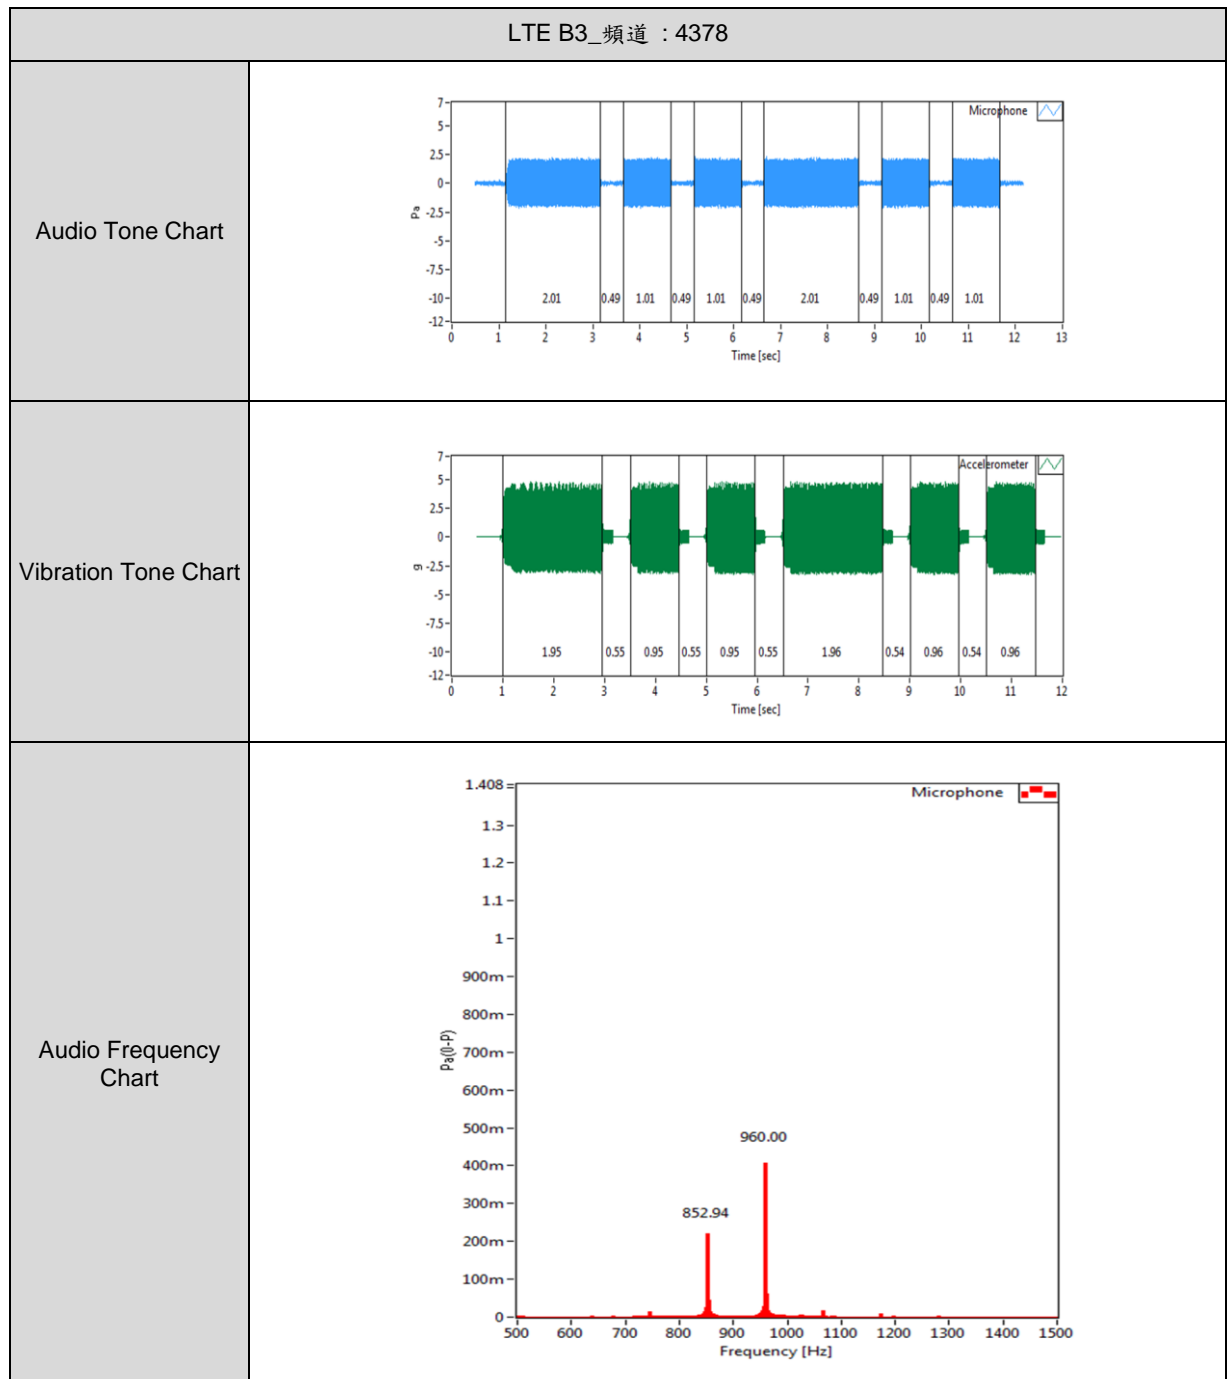 LTE B3_頻道 : 4378
Audio Tone Chart
Microphone
7
5
2.5
0
-2.5
-5
-7.5
-10
-12
Pa
2.01 0.49 1.01 0.49 1.01 0.49 2.01 0.49 1.01 0.49 1.01
0 1 2 3 4 5 6 7 8 9 10 11 12 13
Time [sec]
Vibration Tone Chart
Accelerometer
7
5
2.5
0
-2.5
-5
-7.5
-10
-12
g
1.95 0.55 0.95 0.55 0.95 0.55 1.96 0.54 0.96 0.54 0.96
0 1 2 3 4 5 6 7 8 9 10 11 12
Time [sec]
Audio Frequency
Chart
Microphone
1.408
1.3
1.2
1.1
1
900m
800m
700m
600m
500m
400m
300m
200m
100m
0
Pa(0-P)
960.00
852.94
500 600 700 800 900 1000 1100 1200 1300 1400 1500
Frequency [Hz]